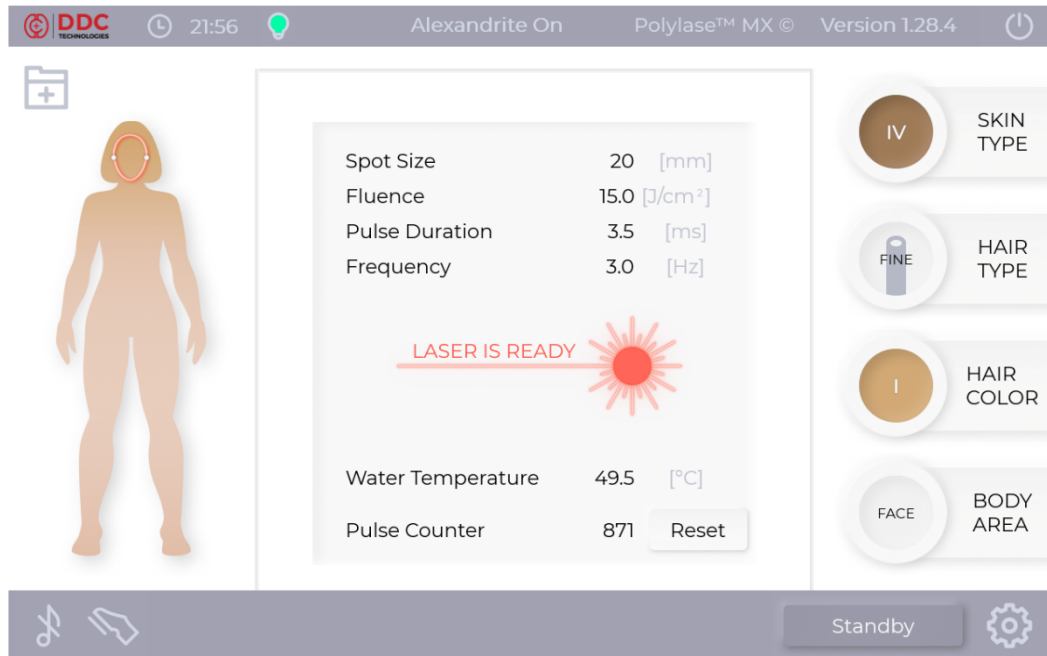 DDC
TECHNOLOGIES
21:56
Alexandrite On
Polylase™ MX ©
Version 1.28.4
Spot Size 20 [mm]
Fluence 15.0 [J/cm²]
Pulse Duration 3.5 [ms]
Frequency 3.0 [Hz]
LASER IS READY
Water Temperature 49.5 [°C]
Pulse Counter 871 Reset
IV
SKIN
TYPE
FINE
HAIR
TYPE
I
HAIR
COLOR
FACE
BODY
AREA
Standby